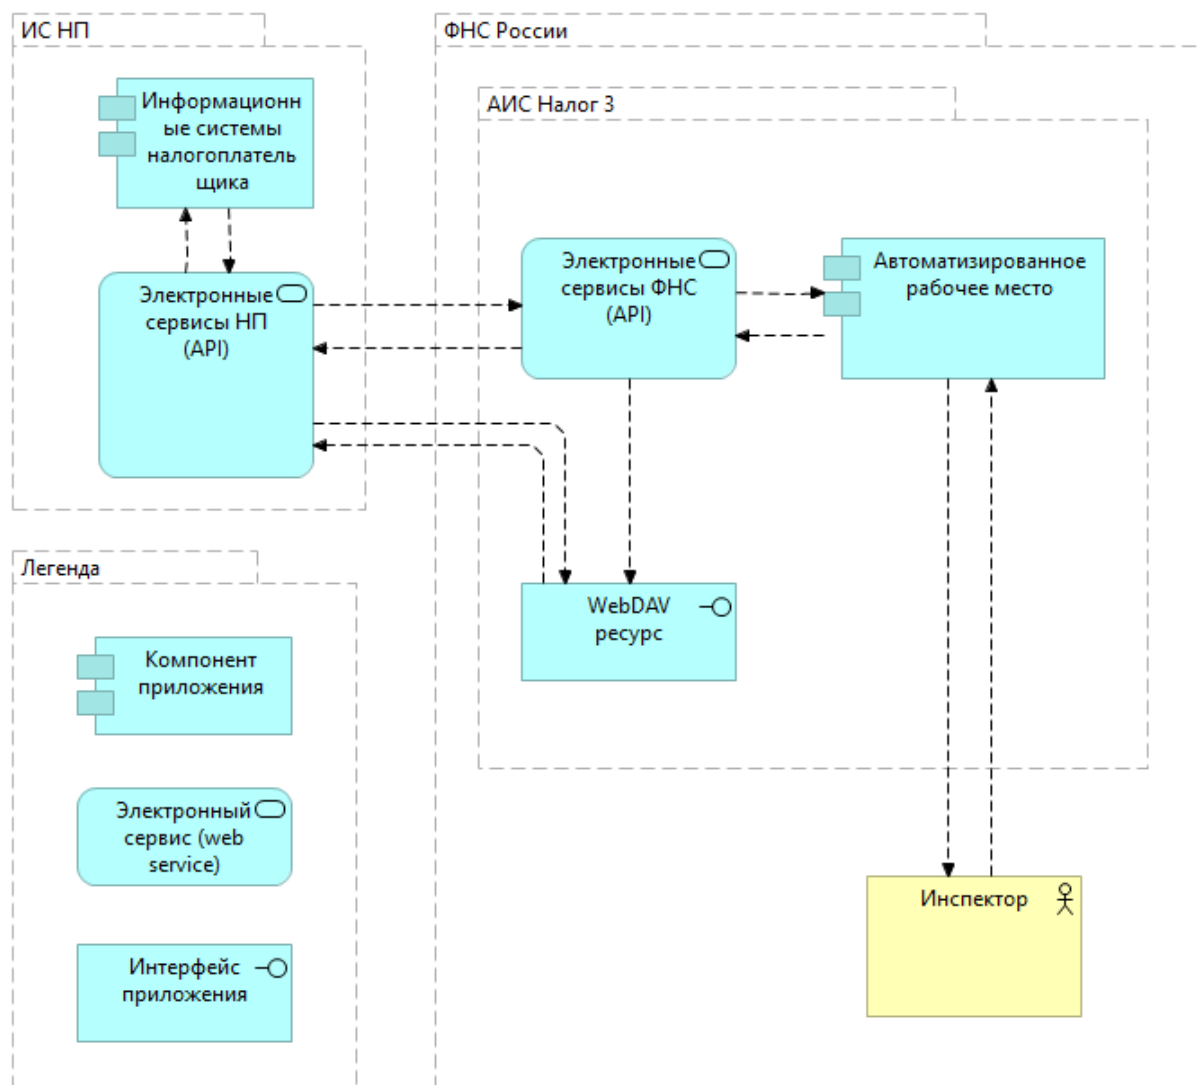 ИС НП
Информационн
ые системы
налогоплатель
щика
Электронные
сервисы НП
(API)
ФНС России
АИС Налог 3
Электронные
сервисы ФНС
(API)
Автоматизированное
рабочее место
WebDAV
ресурс
Инспектор
Легенда
Компонент
приложения
Электронный
сервис (web
service)
Интерфейс
приложения